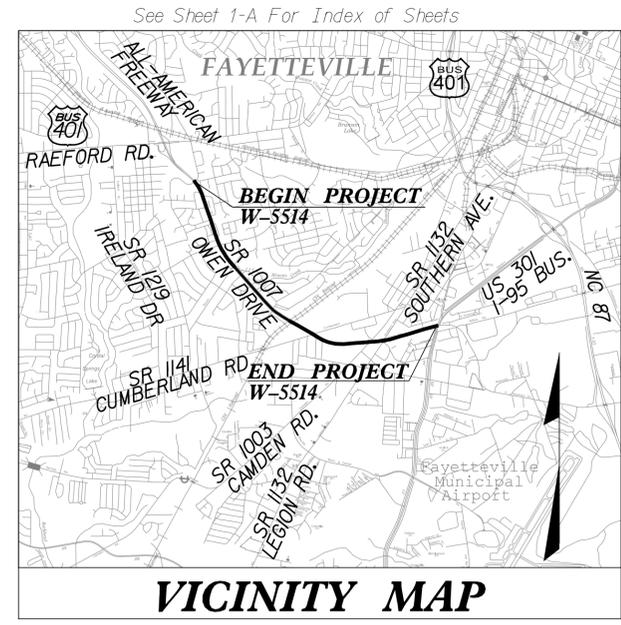 See Sheet 1-A For Index of Sheets
FAYETTEVILLE
ALL-AMERICAN
FREEWAY
BUS
401
BUS
401
RAEFORD RD.
BEGIN PROJECT
W-5514
SR 1219
IRELAND DR
SR 1007
OWEN DRIVE
SR 1132
SOUTHERN AVE.
US 301
I-95 BUS.
NC 87
SR 1141
CUMBERLAND RD.
END PROJECT
W-5514
SR 1003
CAMDEN RD.
SR 1132
LEGION RD.
Fayetteville
Municipal
Airport
VICINITY MAP